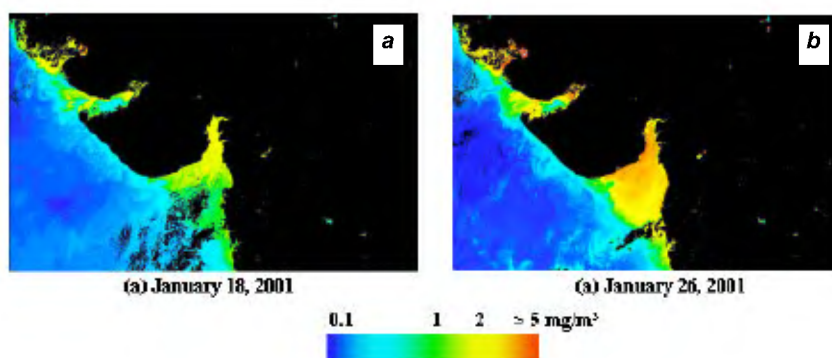 a
b
(a) January 18, 2001
(a) January 26, 2001
0.1 1 2 > 5 mg/m³